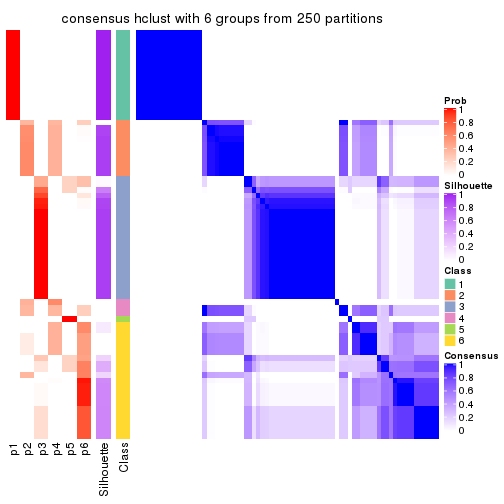 consensus hclust with 6 groups from 250 partitions
Prob
1
0.8
0.6
0.4
0.2
0
Silhouette
1
0.8
0.6
0.4
0.2
0
Class
1
2
3
4
5
6
Consensus
1
0.8
0.6
0.4
0.2
0
p1
p2
p3
p4
p5
p6
Silhouette
Class